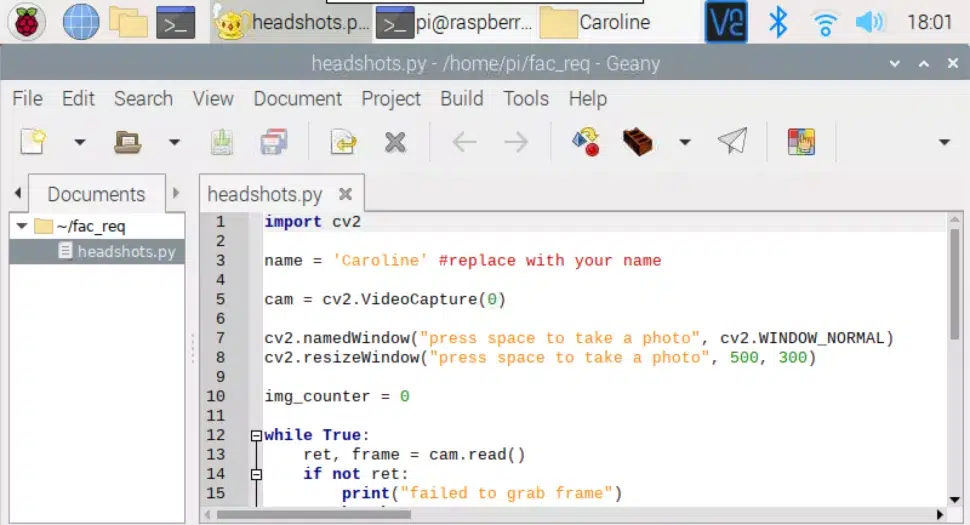 headshots.p... pi@raspberr... Caroline 18:01
headshots.py - /home/pi/fac_req - Geany
File Edit Search View Document Project Build Tools Help
Documents headshots.py
~/fac_req
headshots.py
1 import cv2
2
3 name = 'Caroline' #replace with your name
4
5 cam = cv2.VideoCapture(0)
6
7 cv2.namedWindow("press space to take a photo", cv2.WINDOW_NORMAL)
8 cv2.resizeWindow("press space to take a photo", 500, 300)
9
10 img_counter = 0
11
12 while True:
13     ret, frame = cam.read()
14     if not ret:
15         print("failed to grab frame")